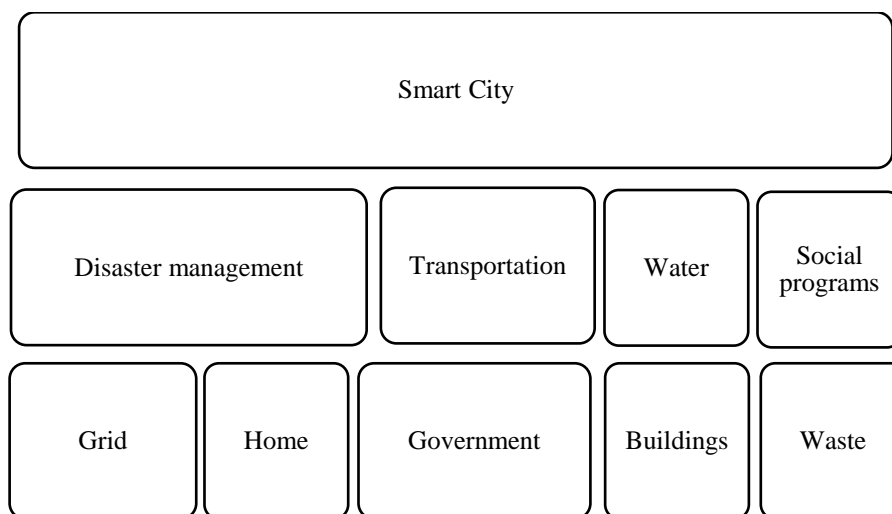 Smart City
Disaster management
Transportation
Water
Social
programs
Grid
Home
Government
Buildings
Waste